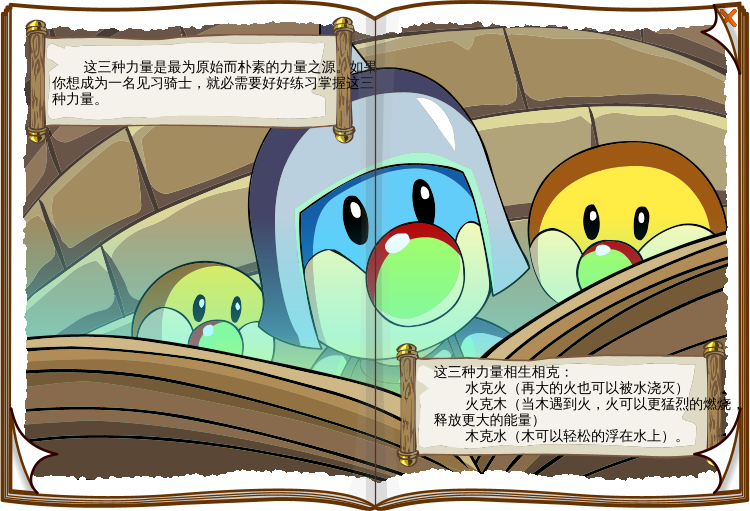 这三种力量是最为原始而朴素的力量之源。如果
你想成为一名见习骑士，就必需要好好练习掌握这三
种力量。
这三种力量相生相克：
水克火（再大的火也可以被水浇灭）
火克木（当木遇到火，火可以更猛烈的燃烧，
释放更大的能量）
木克水（木可以轻松的浮在水上）。